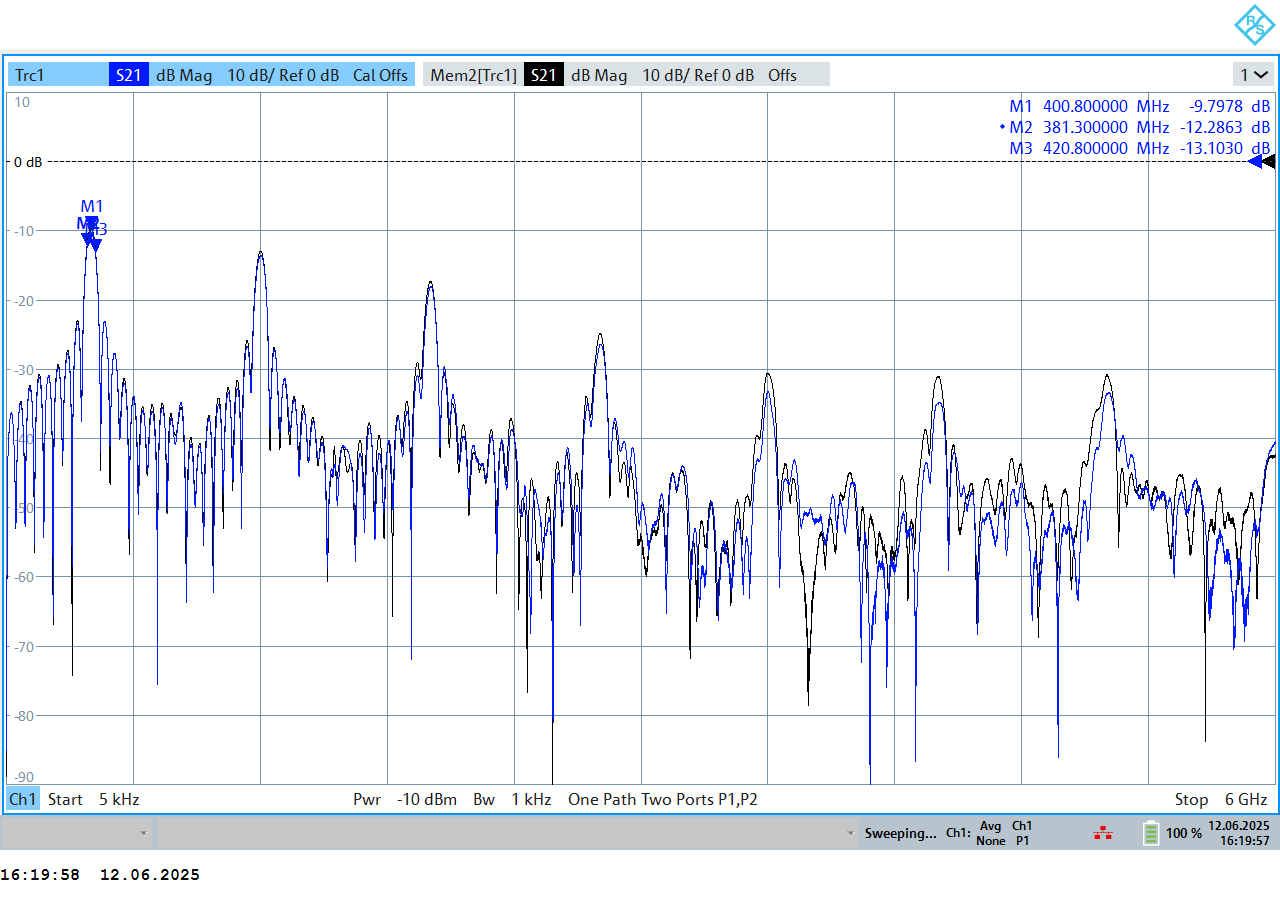 R&S
Trc1 S21 dB Mag 10 dB/ Ref 0 dB Cal Offs Mem2[Trc1] S21 dB Mag 10 dB/ Ref 0 dB Offs 1
10
M1 400.800000 MHz -9.7978 dB
M2 381.300000 MHz -12.2863 dB
M3 420.800000 MHz -13.1030 dB
0 dB
M1
-10
-20
-30
-40
-50
-60
-70
-80
-90
Ch1 Start 5 kHz Pwr -10 dBm Bw 1 kHz One Path Two Ports P1,P2 Stop 6 GHz
Sweeping... Ch1: Avg None Ch1 P1 100 % 12.06.2025 16:19:57
16:19:58 12.06.2025